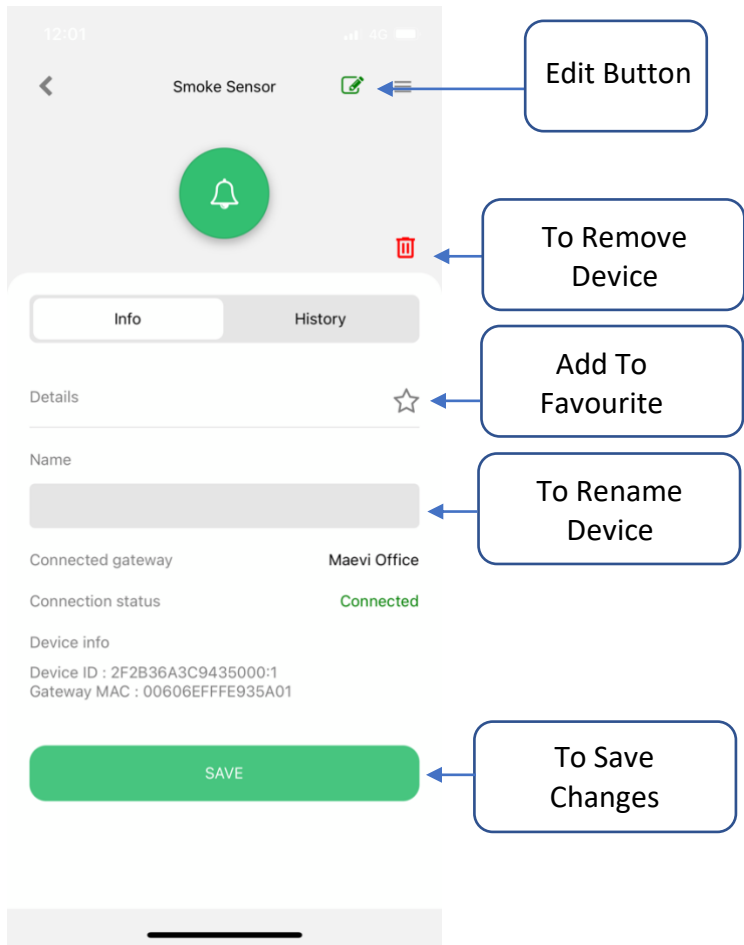 12:01
4G
Smoke Sensor
Edit Button
To Remove
Device
Info
History
Add To
Favourite
Details
Name
To Rename
Device
Connected gateway
Maevi Office
Connection status
Connected
Device info
Device ID : 2F2B36A3C9435000:1
Gateway MAC : 00606EFFFE935A01
SAVE
To Save
Changes